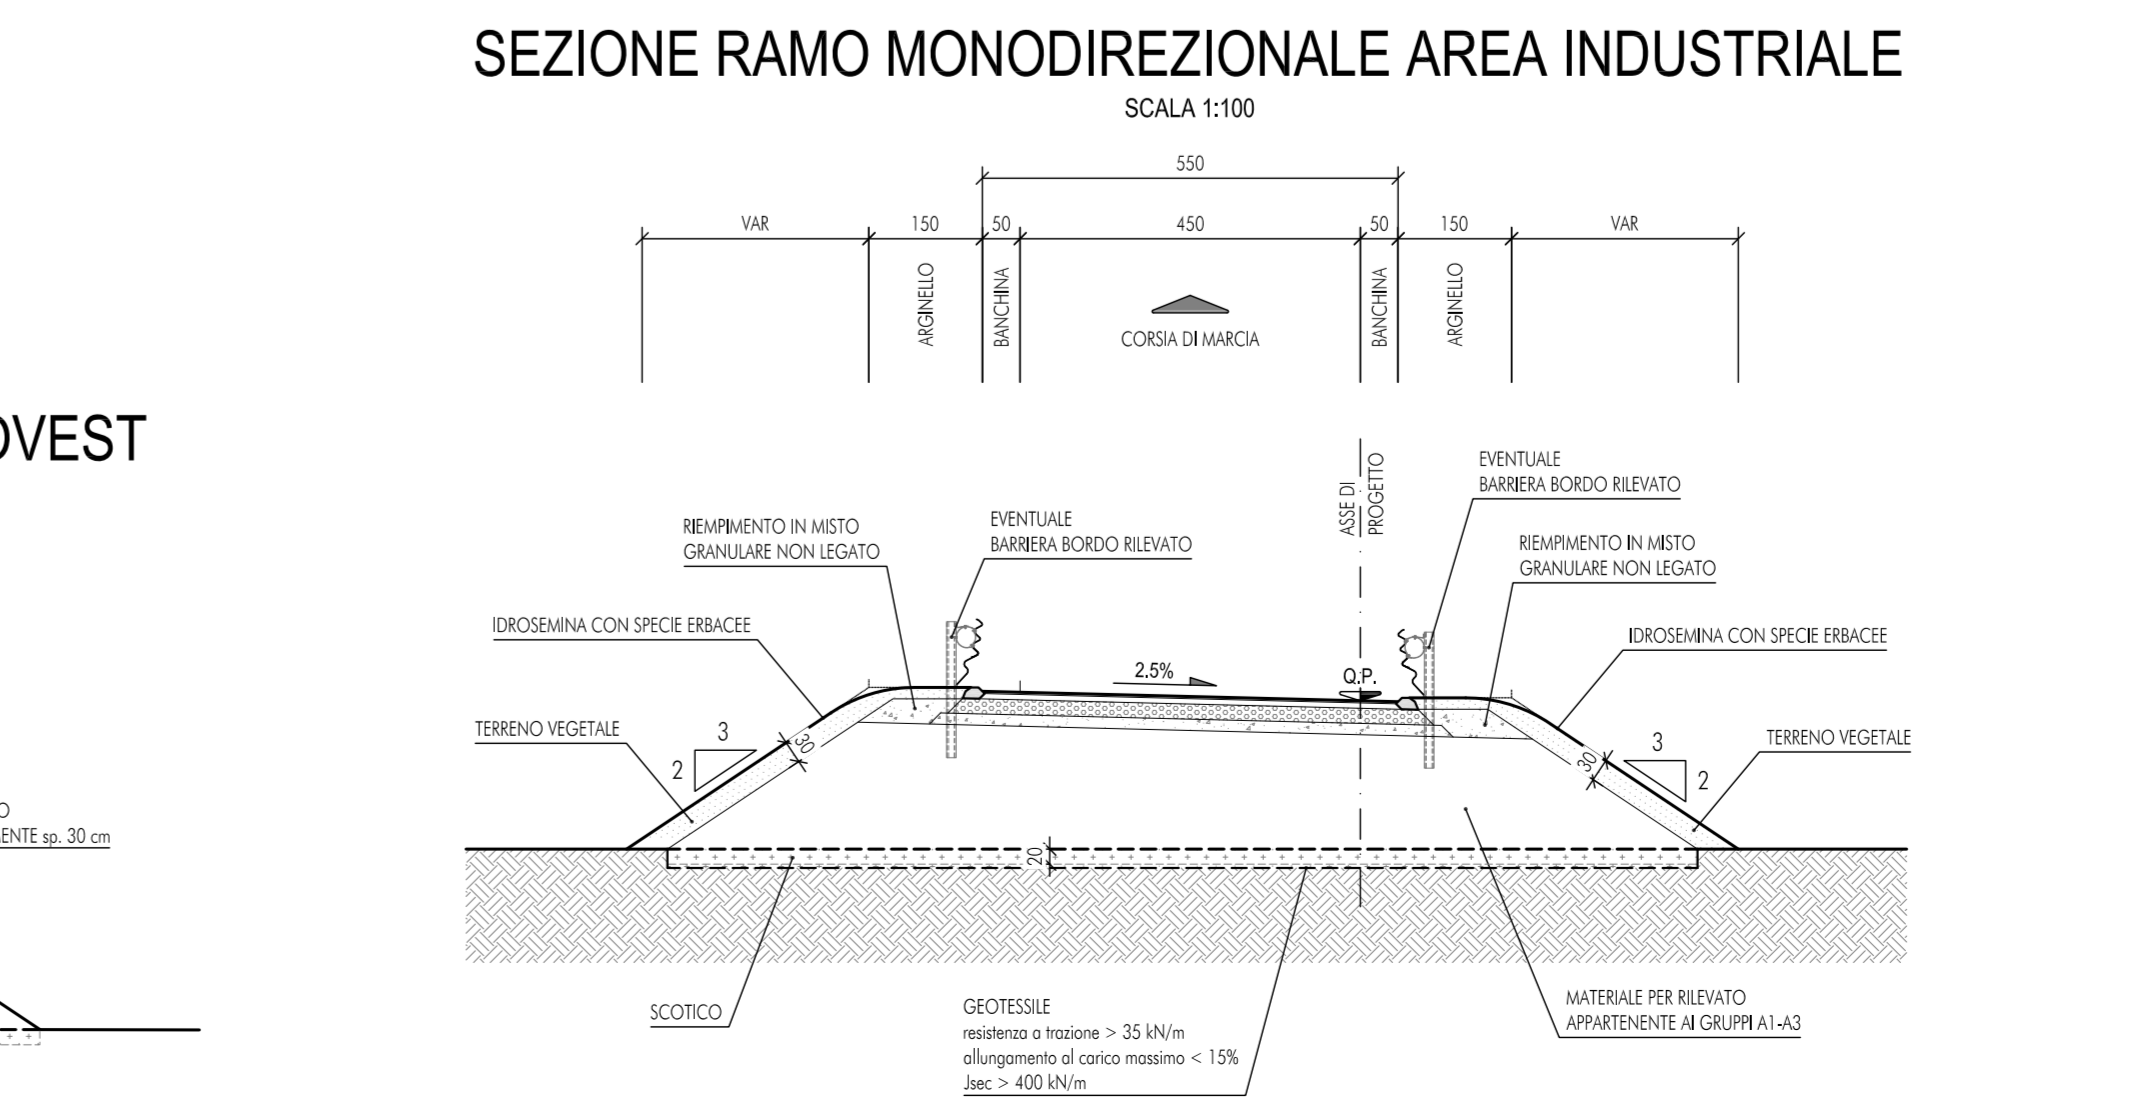 SEZIONE RAMO MONODIREZIONALE AREA INDUSTRIALE
SCALA 1:100
550
VAR
150
50
450
50
150
VAR
ARGINELLO
BANCHINA
CORSIA DI MARCIA
BANCHINA
ARGINELLO
OVEST
ASSE DI
PROGETTO
EVENTUALE
BARRIERA BORDO RILEVATO
RIEMPIMENTO IN MISTO
GRANULARE NON LEGATO
EVENTUALE
BARRIERA BORDO RILEVATO
RIEMPIMENTO IN MISTO
GRANULARE NON LEGATO
IDROSEMINA CON SPECIE ERBACEE
IDROSEMINA CON SPECIE ERBACEE
2.5%
Q.P.
TERRENO VEGETALE
3
2
30
30
3
2
TERRENO VEGETALE
O
ENTE sp. 30 cm
20
SCOTICO
GEOTESSILE
resistenza a trazione > 35 kN/m
allungamento al carico massimo < 15%
Jsec > 400 kN/m
MATERIALE PER RILEVATO
APPARTENENTE AI GRUPPI A1-A3